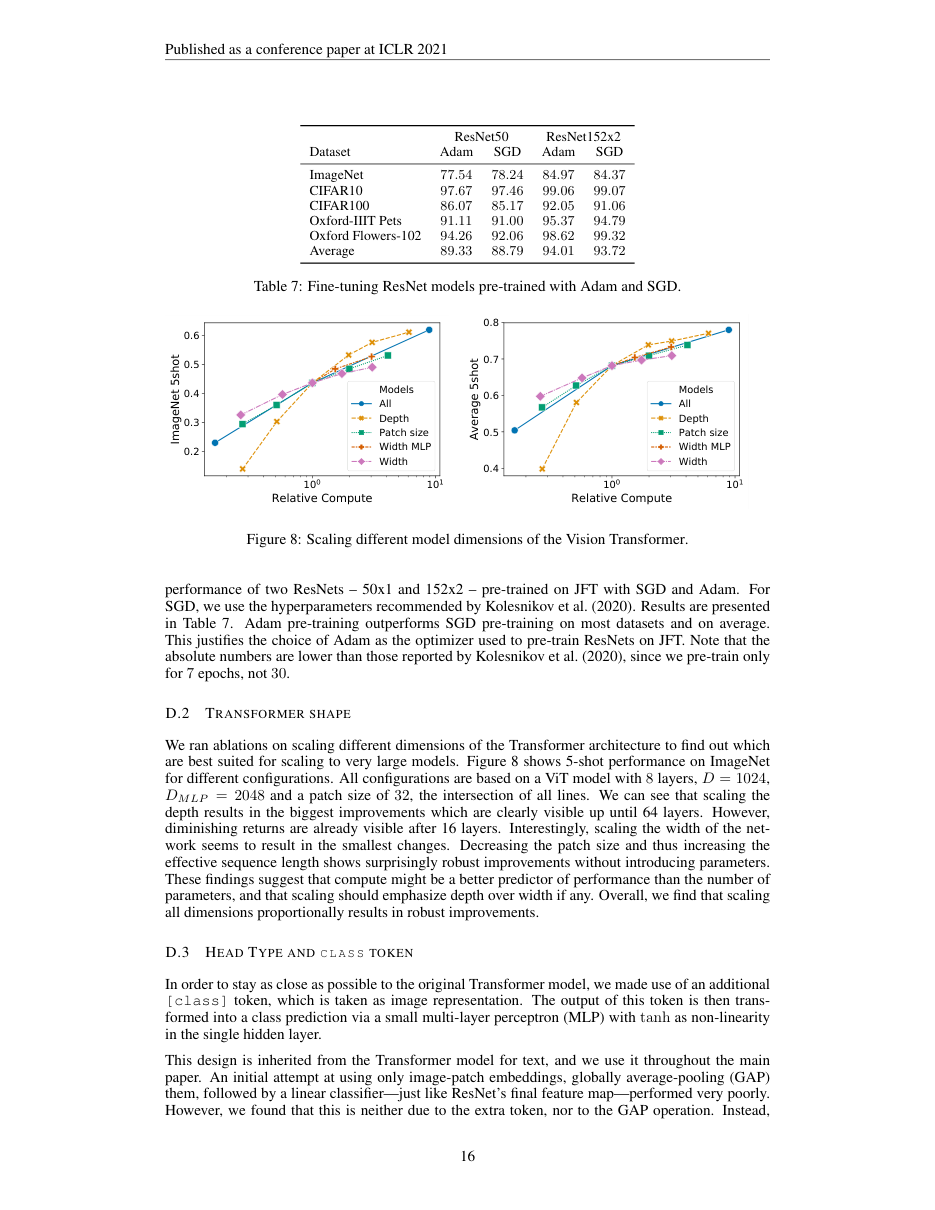 Published as a conference paper at ICLR 2021
ResNet50 ResNet152x2
Dataset Adam SGD Adam SGD
ImageNet 77.54 78.24 84.97 84.37
CIFAR10 97.67 97.46 99.06 99.07
CIFAR100 86.07 85.17 92.05 91.06
Oxford-IIIT Pets 91.11 91.00 95.37 94.79
Oxford Flowers-102 94.26 92.06 98.62 99.32
Average 89.33 88.79 94.01 93.72
Table 7: Fine-tuning ResNet models pre-trained with Adam and SGD.
ImageNet 5shot
0.6
0.5
0.4
0.3
0.2
Models
All
Depth
Patch size
Width MLP
Width
10⁰ 10¹
Relative Compute
Average 5shot
0.8
0.7
0.6
0.5
0.4
Models
All
Depth
Patch size
Width MLP
Width
10⁰ 10¹
Relative Compute
Figure 8: Scaling different model dimensions of the Vision Transformer.
performance of two ResNets – 50x1 and 152x2 – pre-trained on JFT with SGD and Adam. For
SGD, we use the hyperparameters recommended by Kolesnikov et al. (2020). Results are presented
in Table 7. Adam pre-training outperforms SGD pre-training on most datasets and on average.
This justifies the choice of Adam as the optimizer used to pre-train ResNets on JFT. Note that the
absolute numbers are lower than those reported by Kolesnikov et al. (2020), since we pre-train only
for 7 epochs, not 30.
D.2 TRANSFORMER SHAPE
We ran ablations on scaling different dimensions of the Transformer architecture to find out which
are best suited for scaling to very large models. Figure 8 shows 5-shot performance on ImageNet
for different configurations. All configurations are based on a ViT model with 8 layers, D = 1024,
D_MLP = 2048 and a patch size of 32, the intersection of all lines. We can see that scaling the
depth results in the biggest improvements which are clearly visible up until 64 layers. However,
diminishing returns are already visible after 16 layers. Interestingly, scaling the width of the net-
work seems to result in the smallest changes. Decreasing the patch size and thus increasing the
effective sequence length shows surprisingly robust improvements without introducing parameters.
These findings suggest that compute might be a better predictor of performance than the number of
parameters, and that scaling should emphasize depth over width if any. Overall, we find that scaling
all dimensions proportionally results in robust improvements.
D.3 HEAD TYPE AND CLASS TOKEN
In order to stay as close as possible to the original Transformer model, we made use of an additional
[class] token, which is taken as image representation. The output of this token is then trans-
formed into a class prediction via a small multi-layer perceptron (MLP) with tanh as non-linearity
in the single hidden layer.
This design is inherited from the Transformer model for text, and we use it throughout the main
paper. An initial attempt at using only image-patch embeddings, globally average-pooling (GAP)
them, followed by a linear classifier—just like ResNet's final feature map—performed very poorly.
However, we found that this is neither due to the extra token, nor to the GAP operation. Instead,
16